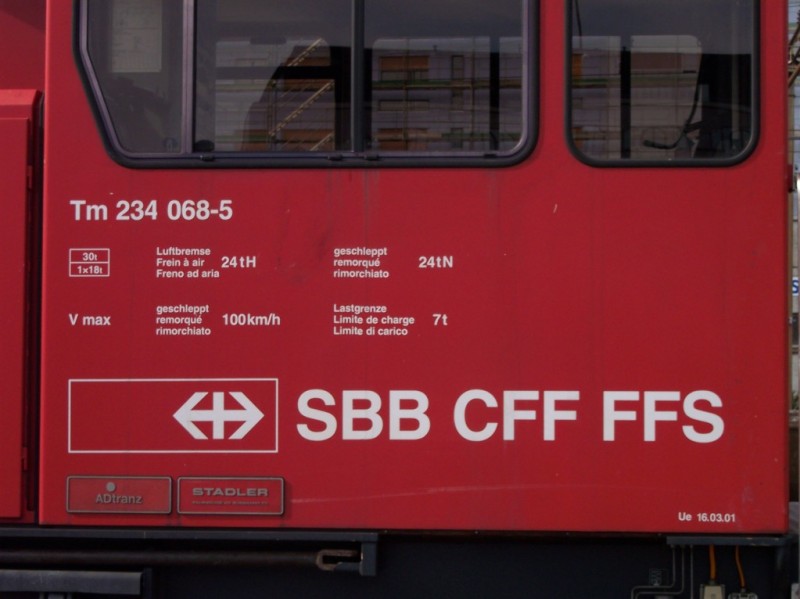 Tm 234 068-5
30t
1x18t
Luftbremse
Frein à air
Freno ad aria
24tH
geschleppt
remorqué
rimorchiato
24tN
V max
geschleppt
remorqué
rimorchiato
100km/h
Lastgrenze
Limite de charge
Limite di carico
7t
SBB CFF FFS
ADtranz
STADLER
Ue 16.03.01